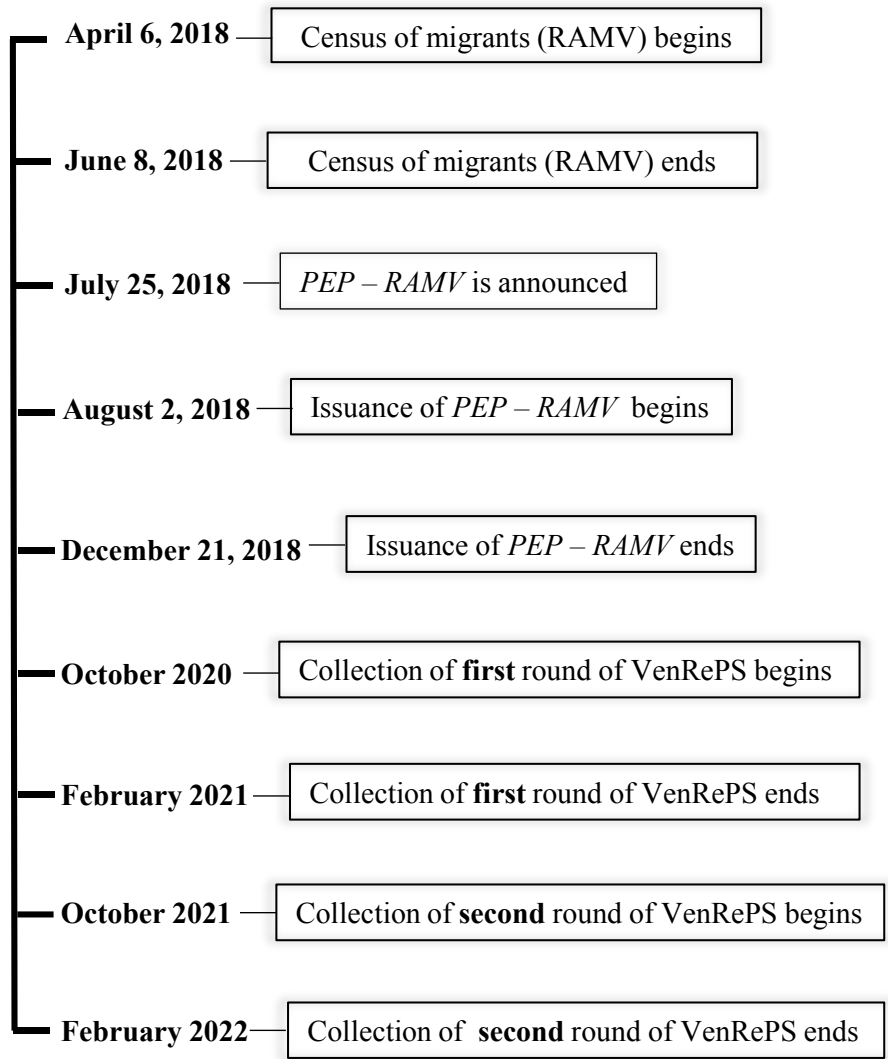 April 6, 2018 Census of migrants (RAMV) begins
June 8, 2018 Census of migrants (RAMV) ends
July 25, 2018 PEP – RAMV is announced
August 2, 2018 Issuance of PEP – RAMV begins
December 21, 2018 Issuance of PEP – RAMV ends
October 2020 Collection of first round of VenRePS begins
February 2021 Collection of first round of VenRePS ends
October 2021 Collection of second round of VenRePS begins
February 2022 Collection of second round of VenRePS ends